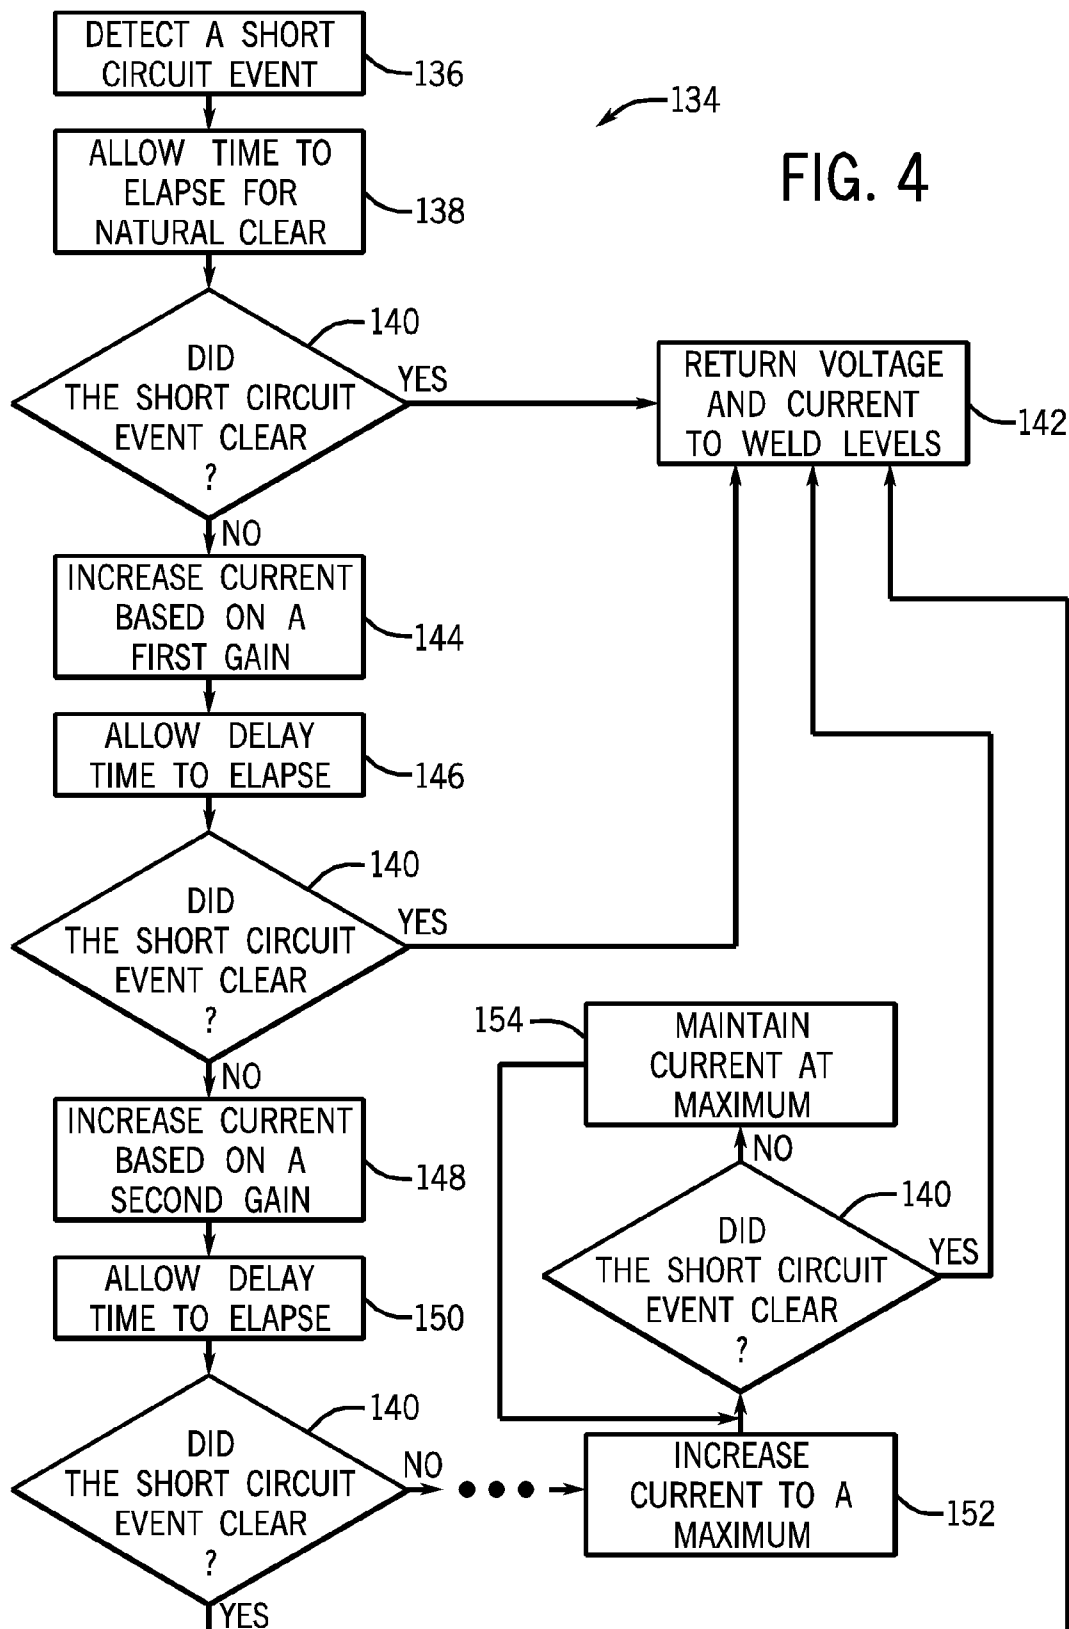 DETECT A SHORT
CIRCUIT EVENT
136
134
FIG. 4
ALLOW TIME TO
ELAPSE FOR
NATURAL CLEAR
138
140
DID
THE SHORT CIRCUIT
EVENT CLEAR
?
YES
RETURN VOLTAGE
AND CURRENT
TO WELD LEVELS
142
NO
INCREASE CURRENT
BASED ON A
FIRST GAIN
144
ALLOW DELAY
TIME TO ELAPSE
146
140
DID
THE SHORT CIRCUIT
EVENT CLEAR
?
YES
NO
INCREASE CURRENT
BASED ON A
SECOND GAIN
148
ALLOW DELAY
TIME TO ELAPSE
150
140
DID
THE SHORT CIRCUIT
EVENT CLEAR
?
NO
YES
154
MAINTAIN
CURRENT AT
MAXIMUM
NO
140
DID
THE SHORT CIRCUIT
EVENT CLEAR
?
YES
INCREASE
CURRENT TO A
MAXIMUM
152